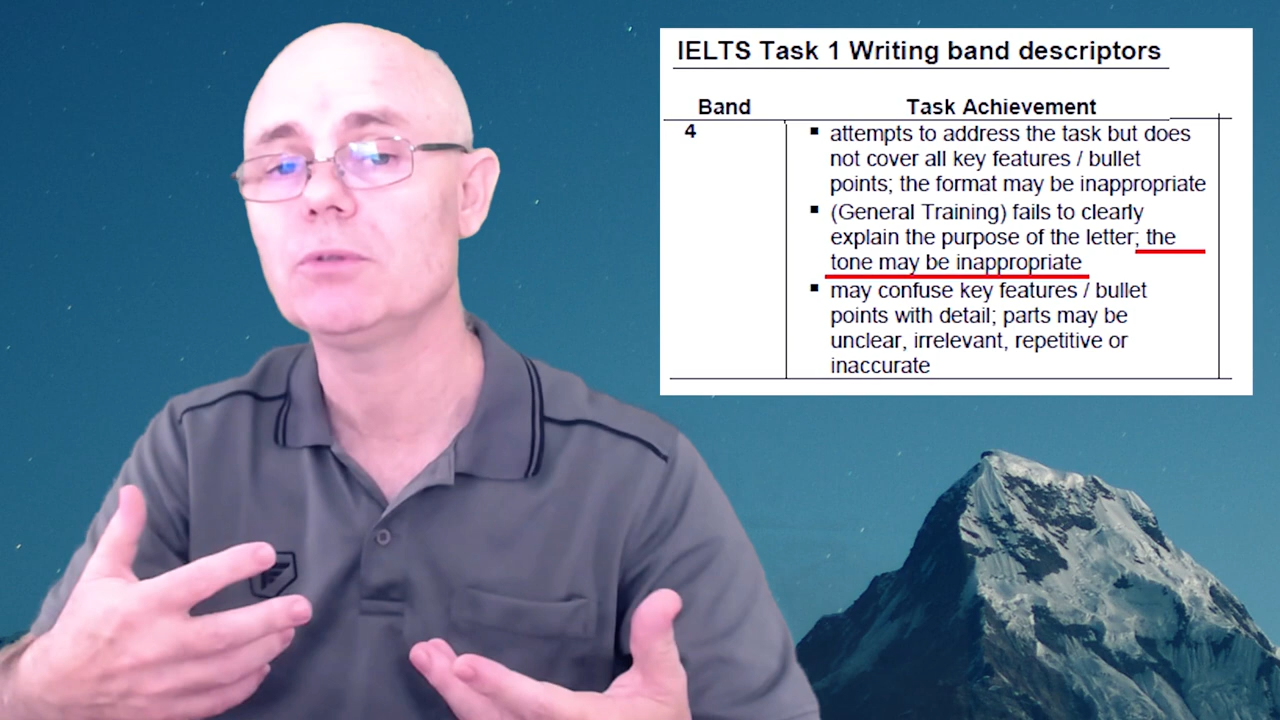 IELTS Task 1 Writing band descriptors
Band Task Achievement
4 ▪ attempts to address the task but does
not cover all key features / bullet
points; the format may be inappropriate
▪ (General Training) fails to clearly
explain the purpose of the letter; the
tone may be inappropriate
▪ may confuse key features / bullet
points with detail; parts may be
unclear, irrelevant, repetitive or
inaccurate